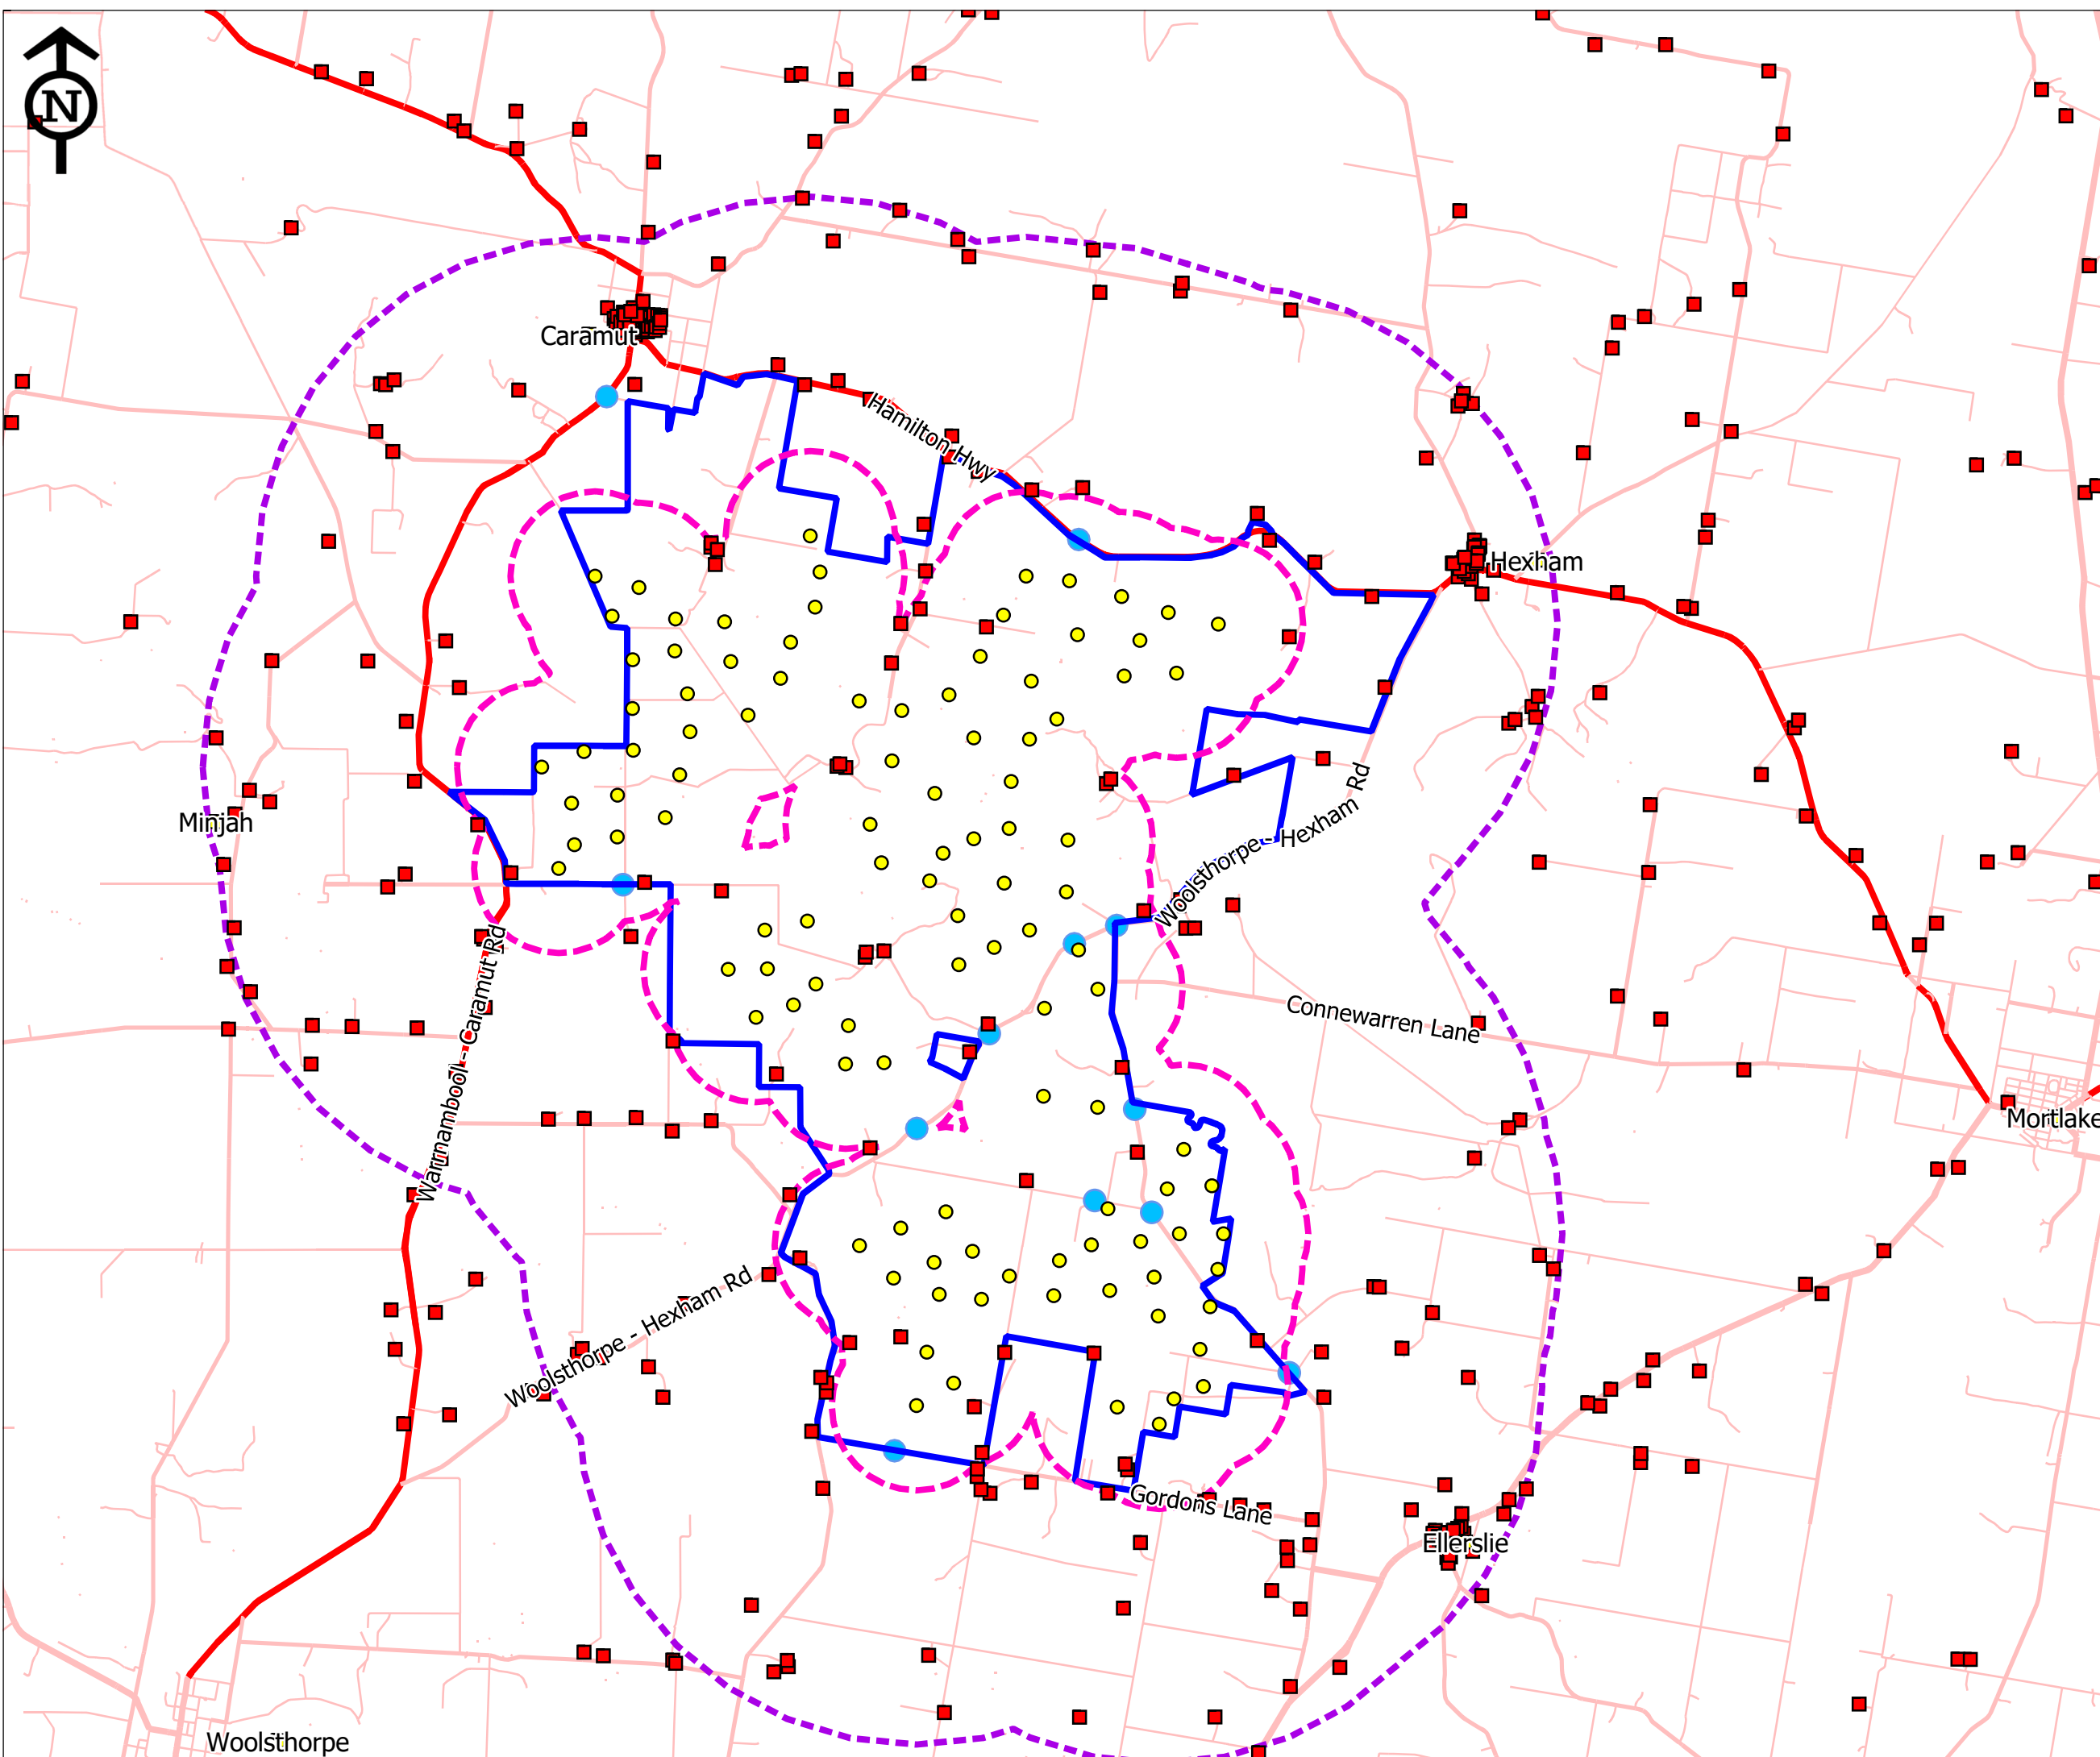 N
Caramut
Hamilton Hwy
Hexham
Minjah
Woolsthorpe - Hexham Rd
Warrnambool - Caramut Rd
Connewarren Lane
Mortlake
Woolsthorpe - Hexham Rd
Gordons Lane
Ellerslie
Woolsthorpe